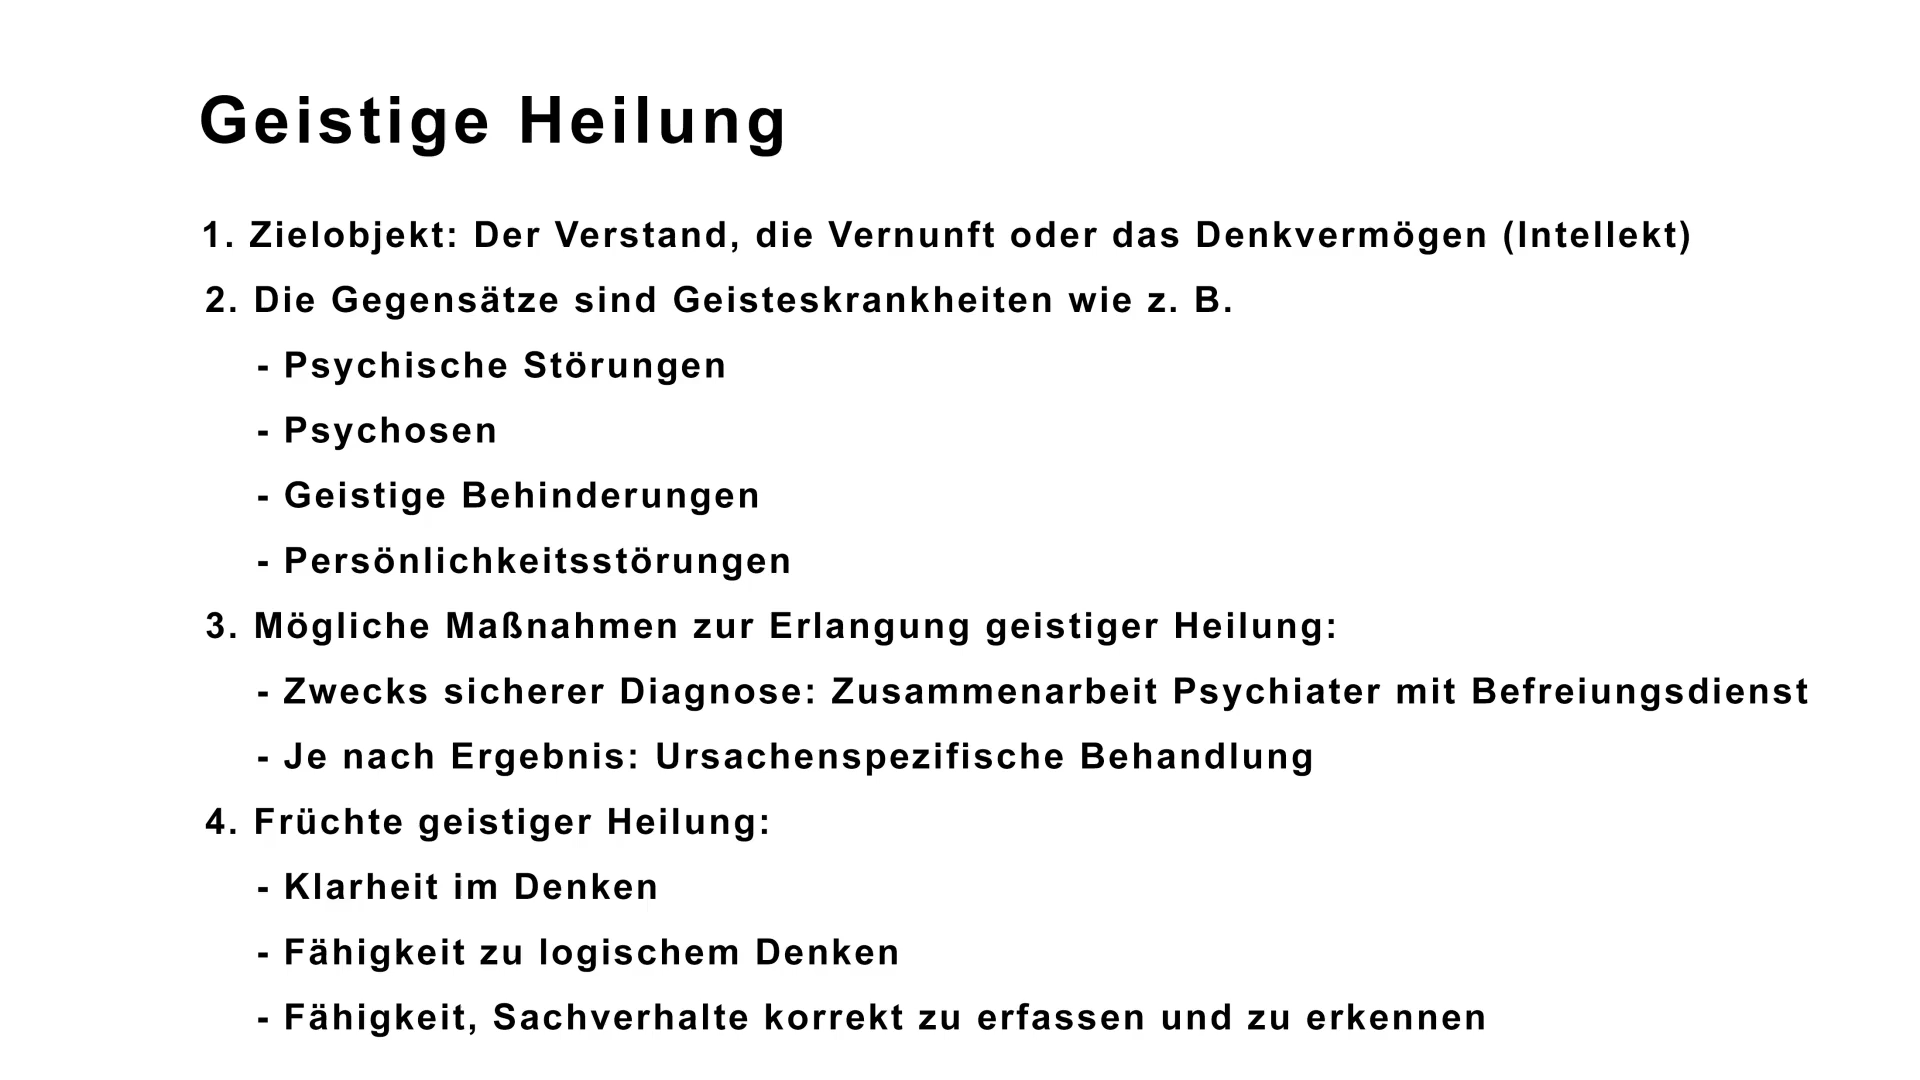 Geistige Heilung
1. Zielobjekt: Der Verstand, die Vernunft oder das Denkvermögen (Intellekt)
2. Die Gegensätze sind Geisteskrankheiten wie z. B.
- Psychische Störungen
- Psychosen
- Geistige Behinderungen
- Persönlichkeitsstörungen
3. Mögliche Maßnahmen zur Erlangung geistiger Heilung:
- Zwecks sicherer Diagnose: Zusammenarbeit Psychiater mit Befreiungsdienst
- Je nach Ergebnis: Ursachenspezifische Behandlung
4. Früchte geistiger Heilung:
- Klarheit im Denken
- Fähigkeit zu logischem Denken
- Fähigkeit, Sachverhalte korrekt zu erfassen und zu erkennen